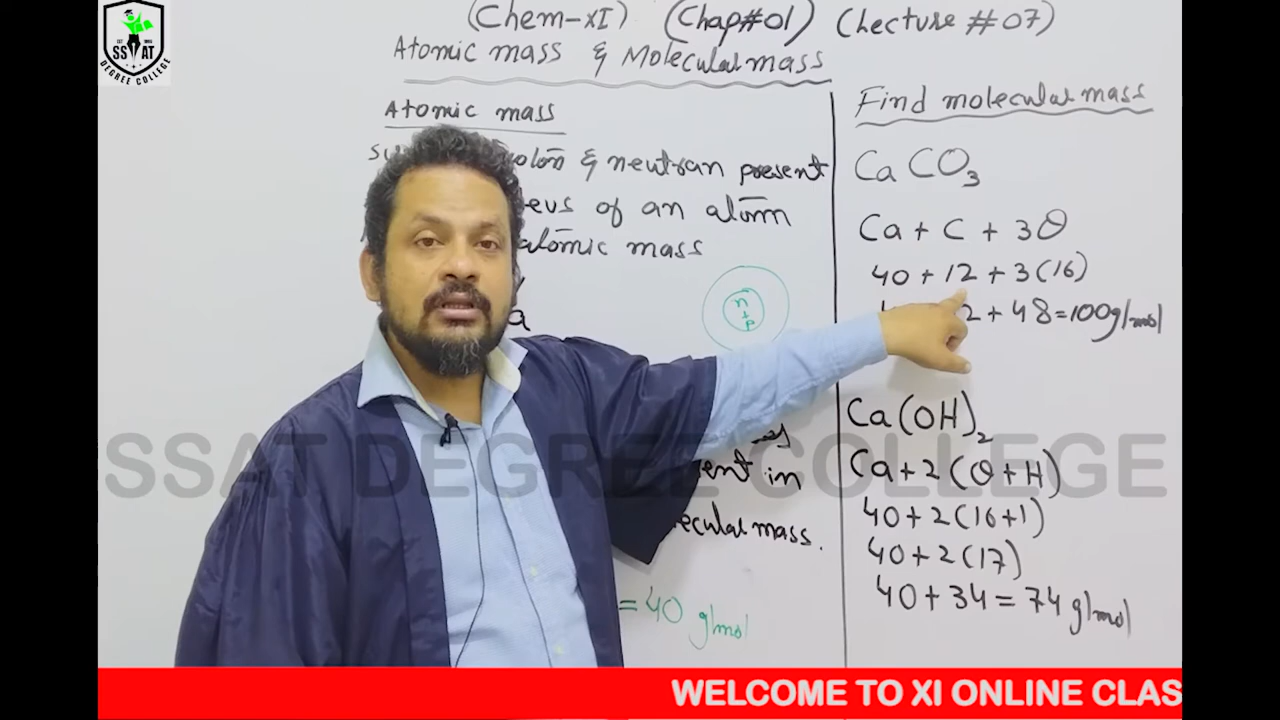 SSAT
DEGREE COLLEGE
(Chem-XI) (Chap#01) (Lecture #07)
Atomic mass & Molecular mass
Atomic mass
& neutran present
of an atom
atomic mass
n
+
p
ent in
mass.
= 40 g/mol
Find molecular mass
CaCO3
Ca + C + 3O
40 + 12 + 3(16)
2 + 48 = 100g/mol
Ca(OH)2
Ca + 2(O+H)
40 + 2(16+1)
40 + 2(17)
40 + 34 = 74 g/mol
SSAT DEGREE COLLEGE
WELCOME TO XI ONLINE CLAS